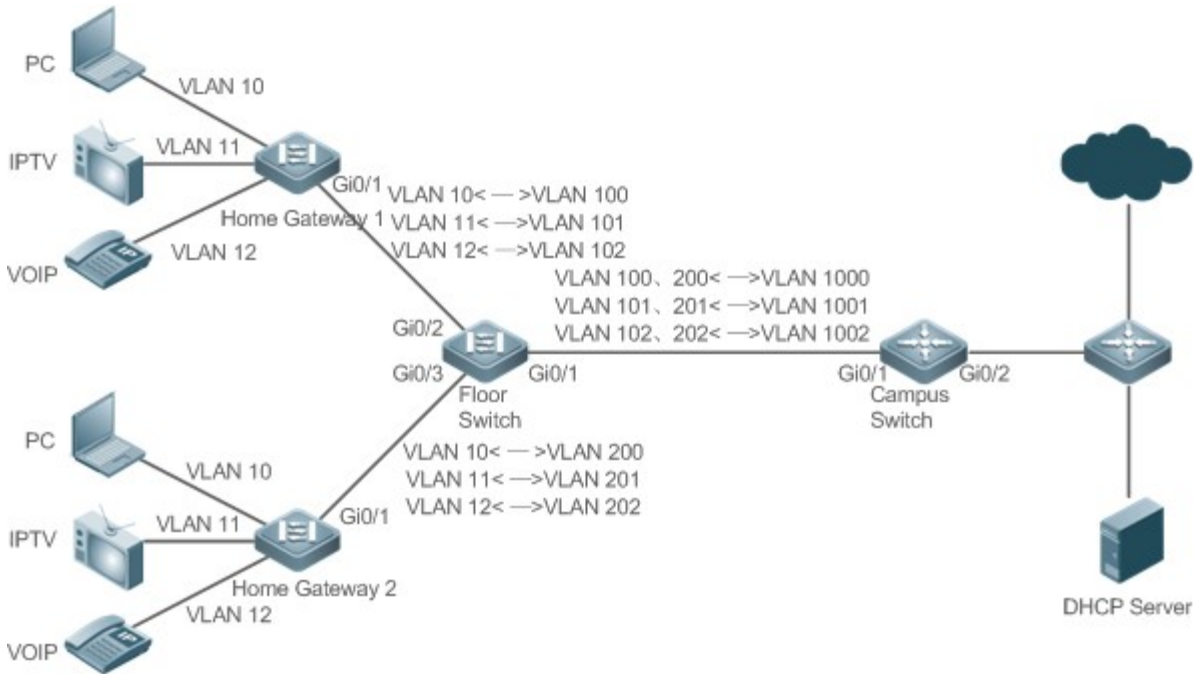 PC
VLAN 10
IPTV
VLAN 11
VOIP
VLAN 12
Gi0/1
Home Gateway 1
VLAN 10< — >VLAN 100
VLAN 11< —>VLAN 101
VLAN 12< —>VLAN 102
VLAN 100、200< —>VLAN 1000
VLAN 101、201< —>VLAN 1001
VLAN 102、202< —>VLAN 1002
Gi0/2
Gi0/3
Gi0/1
Floor
Switch
Gi0/1
Gi0/2
Campus
Switch
PC
VLAN 10
IPTV
VLAN 11
VOIP
VLAN 12
Gi0/1
Home Gateway 2
VLAN 10< — >VLAN 200
VLAN 11< —>VLAN 201
VLAN 12< —>VLAN 202
DHCP Server
IP
IP